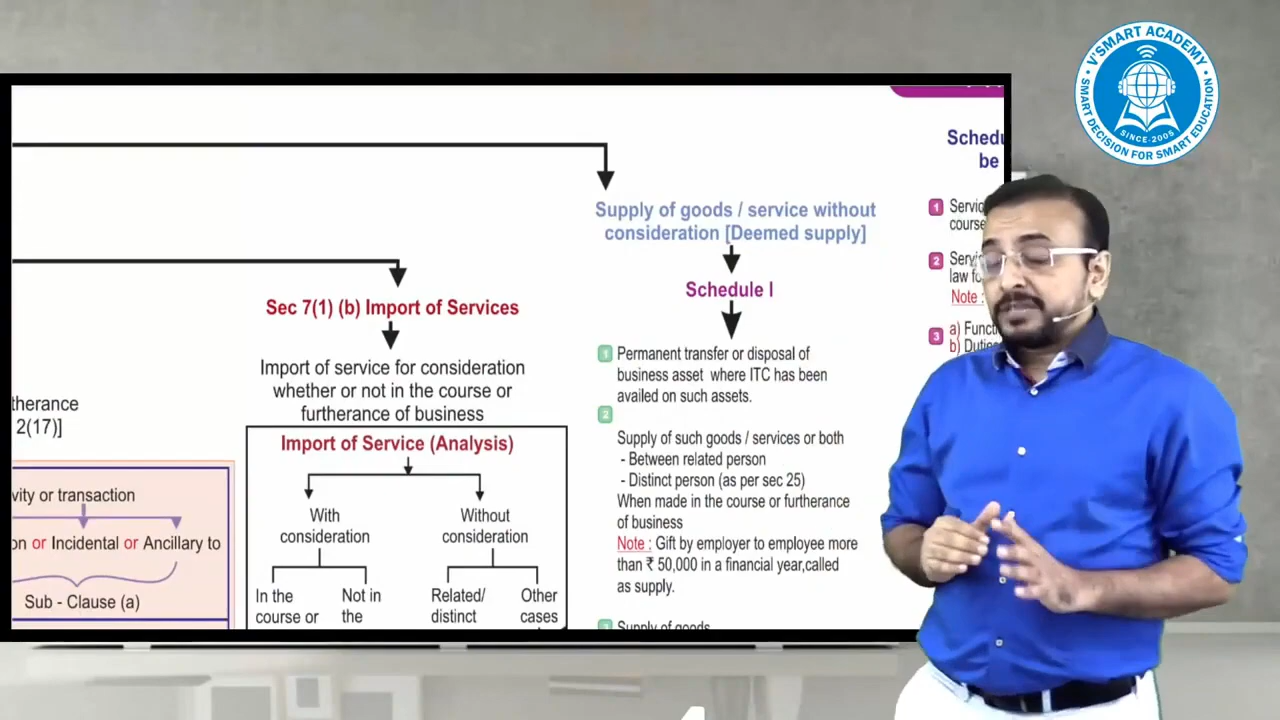 V'SMART ACADEMY
SMART DECISION FOR SMART EDUCATION
SINCE-2005
Supply of goods / service without
consideration [Deemed supply]
Schedule I
1 Permanent transfer or disposal of
business asset where ITC has been
availed on such assets.
2
Supply of such goods / services or both
- Between related person
- Distinct person (as per sec 25)
When made in the course or furtherance
of business
Note : Gift by employer to employee more
than ₹ 50,000 in a financial year,called
as supply.
3 Supply of goods
Sec 7(1) (b) Import of Services
Import of service for consideration
whether or not in the course or
furtherance of business
Import of Service (Analysis)
With
consideration
Without
consideration
In the
course or
Not in
the
Related/
distinct
Other
cases
therance
2(17)]
vity or transaction
on or Incidental or Ancillary to
Sub - Clause (a)
Schedu
be
1 Servic
course
2 Servi
law fo
Note :
3 a) Functi
b) Dutie